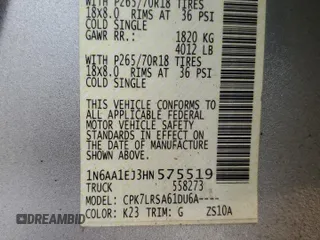 WITH P265/70R18 TIRES
18X8.0 RIMS AT 36 PSI
COLD SINGLE
GAWR RR.: 1820 KG
4012 LB
WITH P265/70R18 TIRES
18X8.0 RIMS AT 36 PSI
COLD SINGLE
THIS VEHICLE CONFORMS TO
ALL APPLICABLE FEDERAL
MOTOR VEHICLE SAFETY
STANDARDS IN EFFECT ON
THE DATE OF MANUFACTURE
SHOWN ABOVE.
1N6AA1EJ3HN575519
TRUCK 558273
MODEL: CPK7LRSA61DU6A----
COLOR: K23 TRIM: G ZS10A
AUTOBIDMASTER